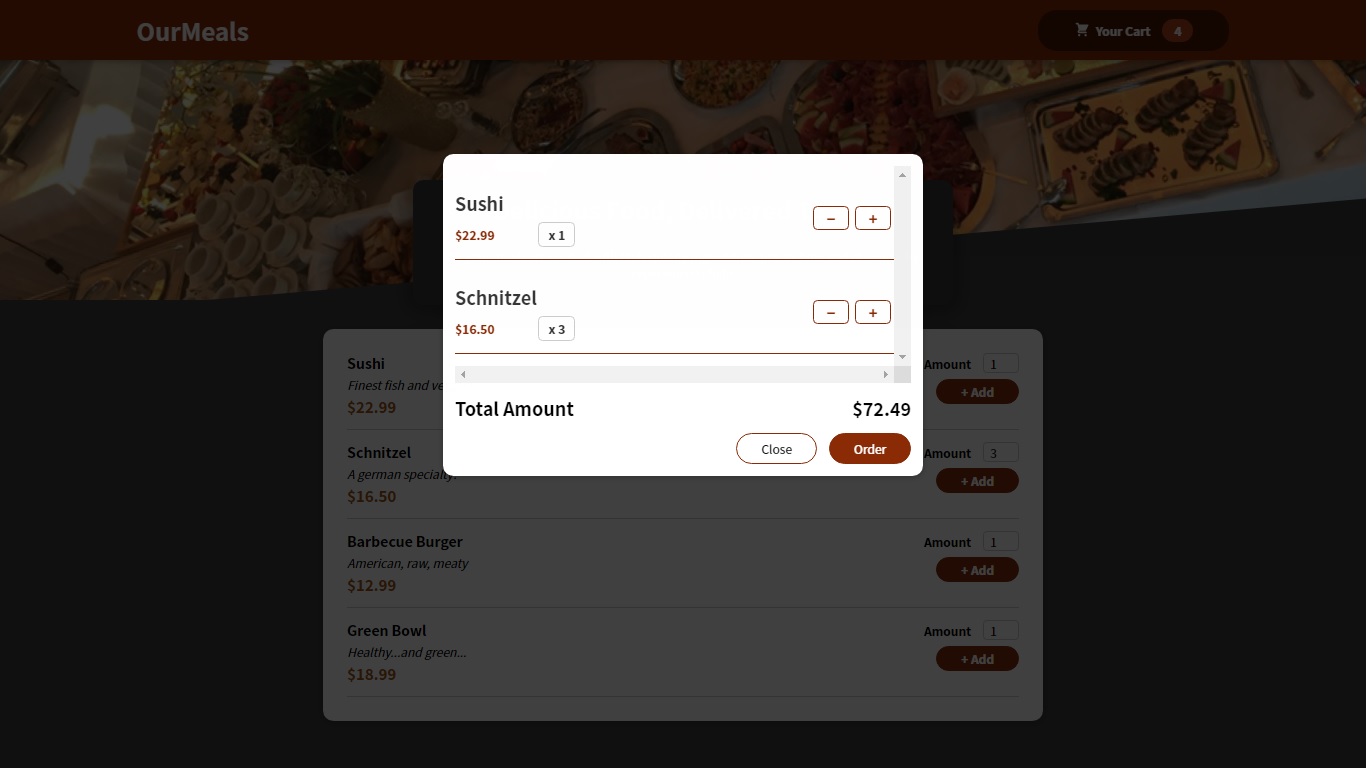 OurMeals
Your Cart 4
Sushi
$22.99 x 1
− +
Schnitzel
$16.50 x 3
− +
Total Amount $72.49
Close Order
Sushi
Finest fish and
$22.99
Amount 1
+ Add
Schnitzel
A german specialty!
$16.50
Amount 3
+ Add
Barbecue Burger
American, raw, meaty
$12.99
Amount 1
+ Add
Green Bowl
Healthy...and green...
$18.99
Amount 1
+ Add